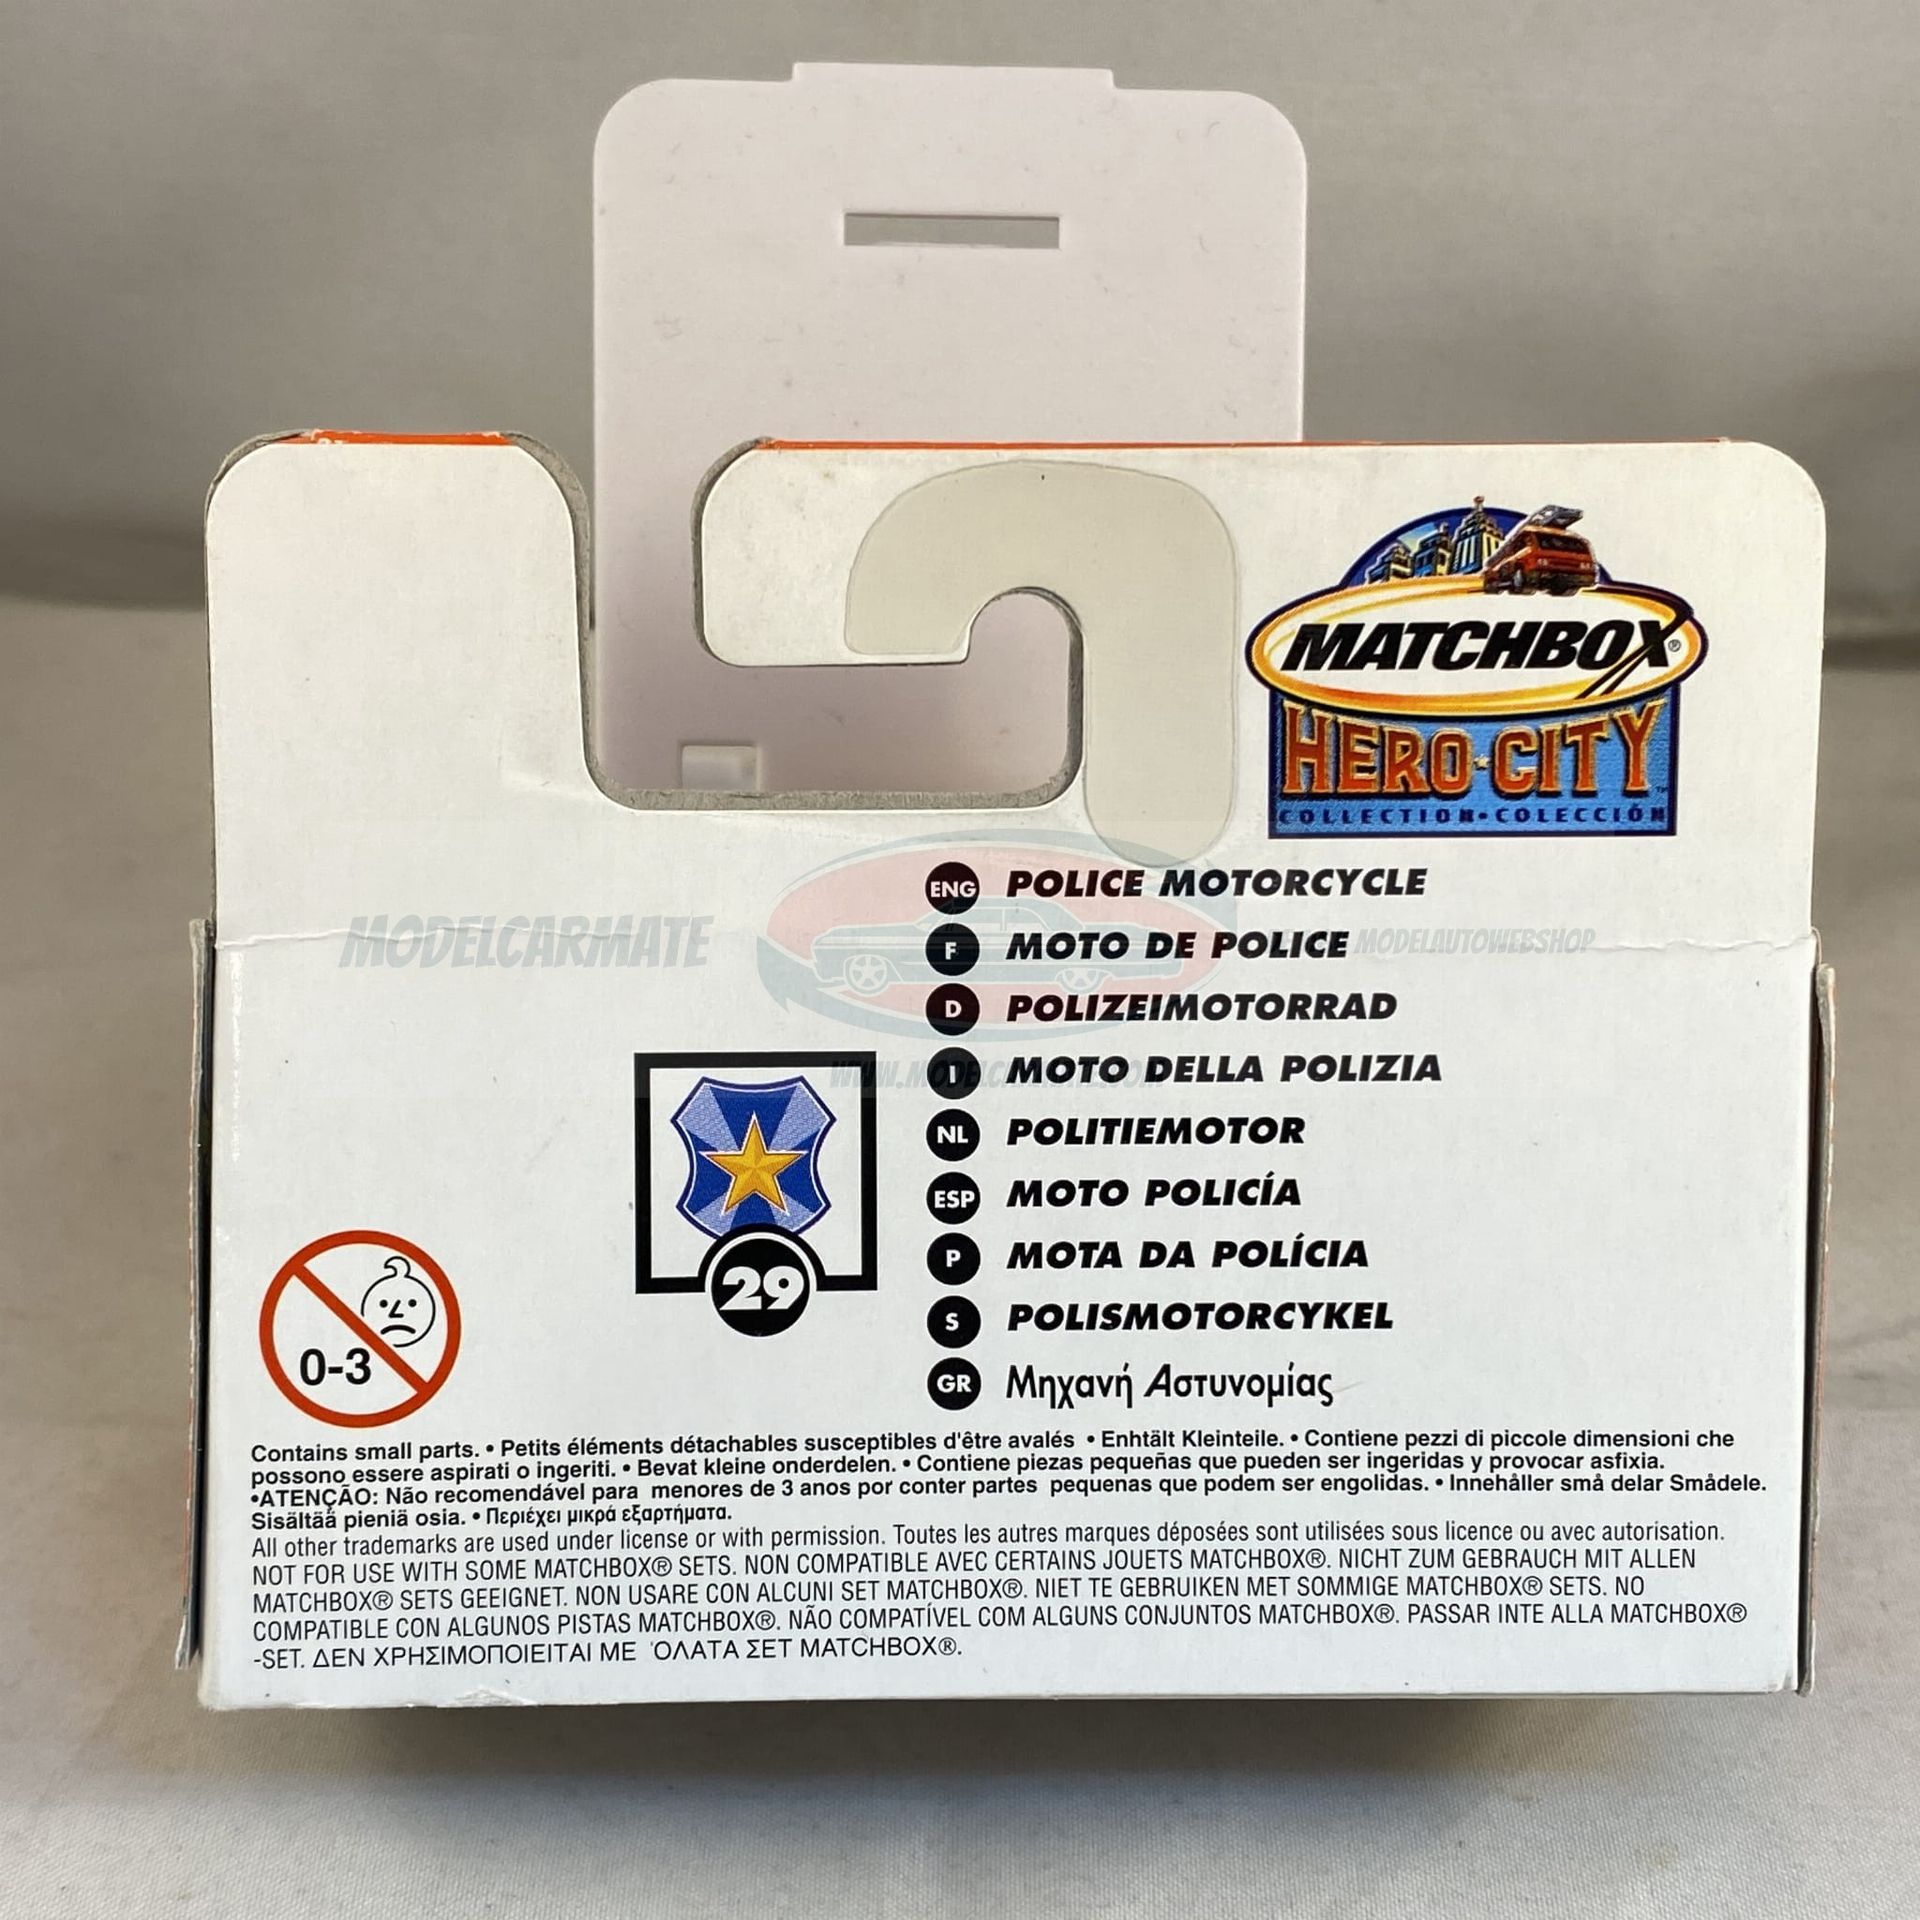 MATCHBOX®
HERO·CITY™
COLLECTION•COLECCIÓN
ENG POLICE MOTORCYCLE
F MOTO DE POLICE
D POLIZEIMOTORRAD
I MOTO DELLA POLIZIA
NL POLITIEMOTOR
ESP MOTO POLICÍA
P MOTA DA POLÍCIA
S POLISMOTORCYKEL
GR Μηχανή Αστυνομίας
MODELCARMATE
MODELAUTOWEBSHOP
WWW.MODELCARMATE.COM
29
0-3
Contains small parts. • Petits éléments détachables susceptibles d'être avalés • Enhtält Kleinteile. • Contiene pezzi di piccole dimensioni che
possono essere aspirati o ingeriti. • Bevat kleine onderdelen. • Contiene piezas pequeñas que pueden ser ingeridas y provocar asfixia.
•ATENÇÃO: Não recomendável para menores de 3 anos por conter partes pequenas que podem ser engolidas. • Innehåller små delar Smådele.
Sisältää pieniä osia. • Περιέχει μικρά εξαρτήματα.
All other trademarks are used under license or with permission. Toutes les autres marques déposées sont utilisées sous licence ou avec autorisation.
NOT FOR USE WITH SOME MATCHBOX® SETS. NON COMPATIBLE AVEC CERTAINS JOUETS MATCHBOX®. NICHT ZUM GEBRAUCH MIT ALLEN
MATCHBOX® SETS GEEIGNET. NON USARE CON ALCUNI SET MATCHBOX®. NIET TE GEBRUIKEN MET SOMMIGE MATCHBOX® SETS. NO
COMPATIBLE CON ALGUNOS PISTAS MATCHBOX®. NÃO COMPATÍVEL COM ALGUNS CONJUNTOS MATCHBOX®. PASSAR INTE ALLA MATCHBOX®
-SET. ΔΕΝ ΧΡΗΣΙΜΟΠΟΙΕΙΤΑΙ ΜΕ ΌΛΑΤΑ ΣΕΤ MATCHBOX®.